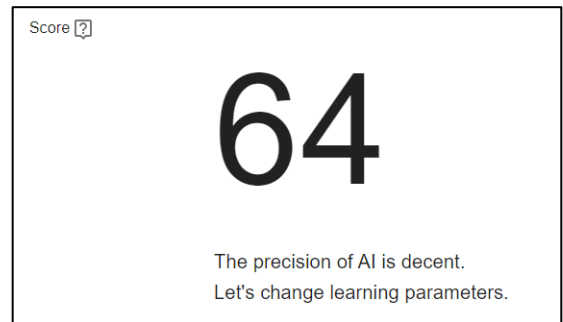 Score ?
64
The precision of AI is decent.
Let's change learning parameters.